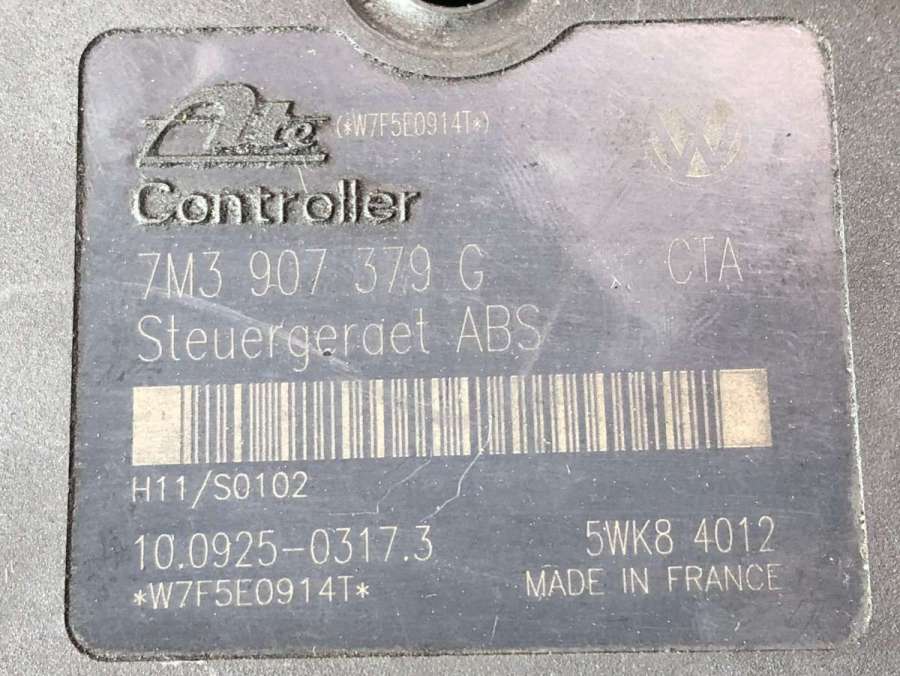 Ate (*W7F5E0914T*)
Controller
7M3 907 379 G CTA
Steuergeraet ABS
H11/S0102
10.0925-0317.3 5WK8 4012
*W7F5E0914T* MADE IN FRANCE